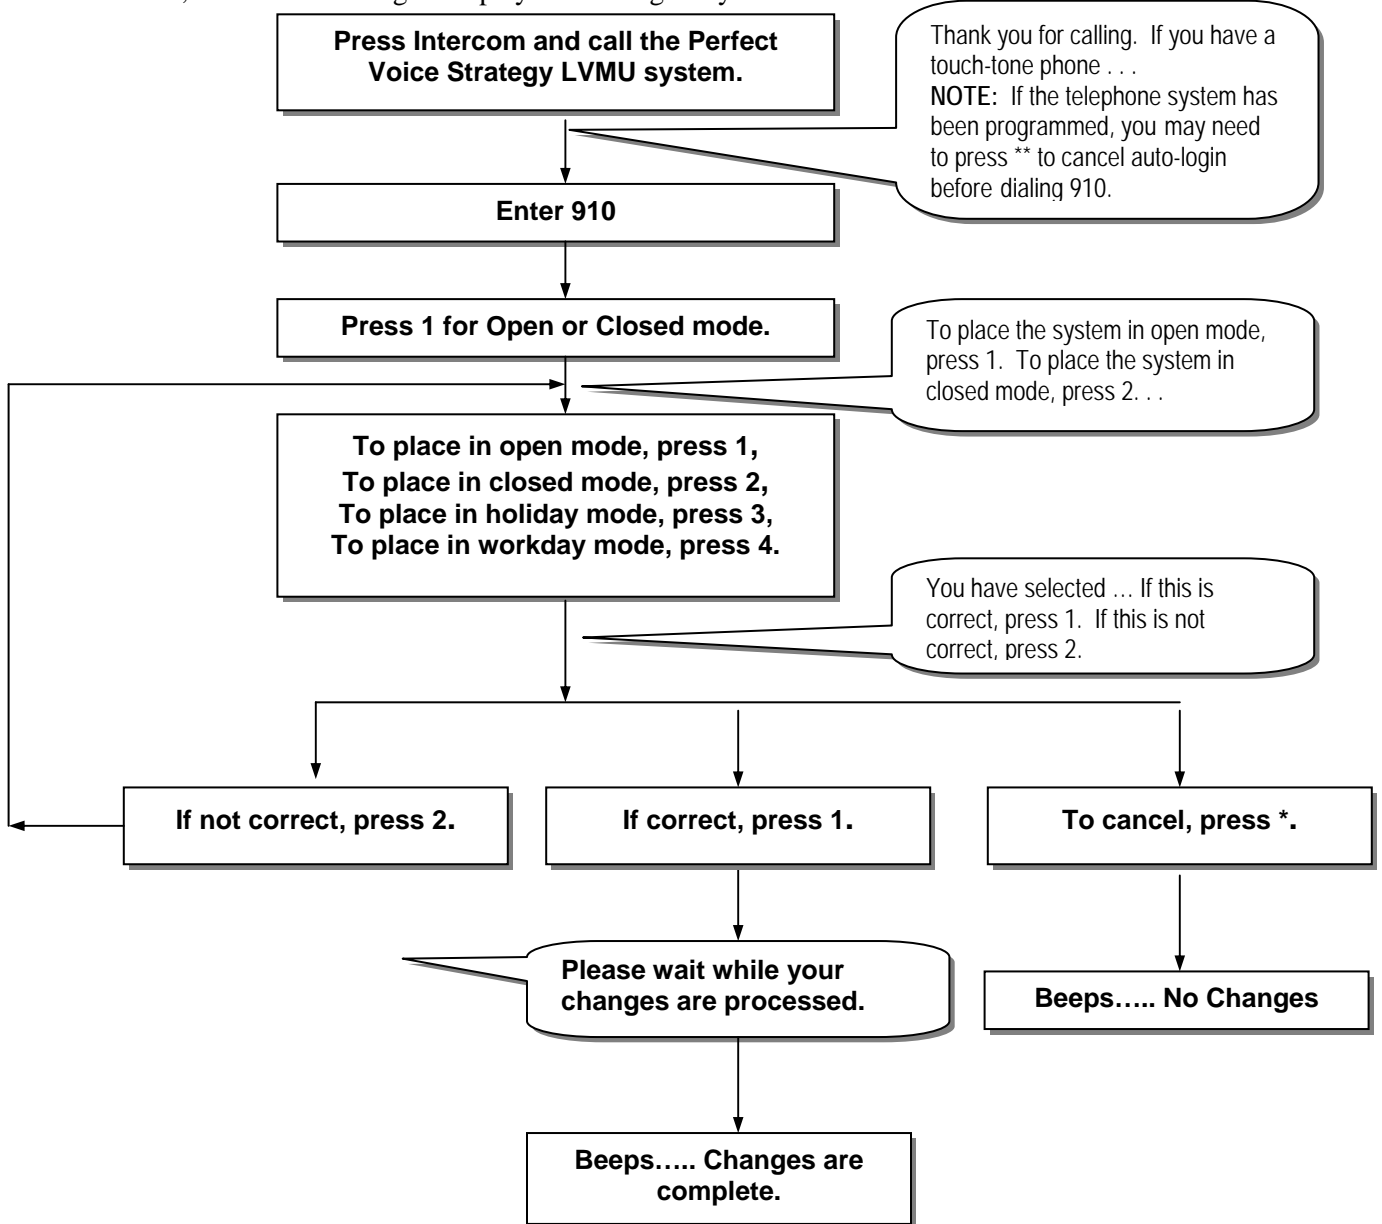 Press Intercom and call the Perfect
Voice Strategy LVMU system.
Thank you for calling.  If you have a
touch-tone phone . . .
NOTE:  If the telephone system has
been programmed, you may need
to press ** to cancel auto-login
before dialing 910.
Enter 910
Press 1 for Open or Closed mode.
To place the system in open mode,
press 1.  To place the system in
closed mode, press 2. . .
To place in open mode, press 1,
To place in closed mode, press 2,
To place in holiday mode, press 3,
To place in workday mode, press 4.
You have selected … If this is
correct, press 1.  If this is not
correct, press 2.
If not correct, press 2.
If correct, press 1.
To cancel, press *.
Please wait while your
changes are processed.
Beeps….. No Changes
Beeps….. Changes are
complete.